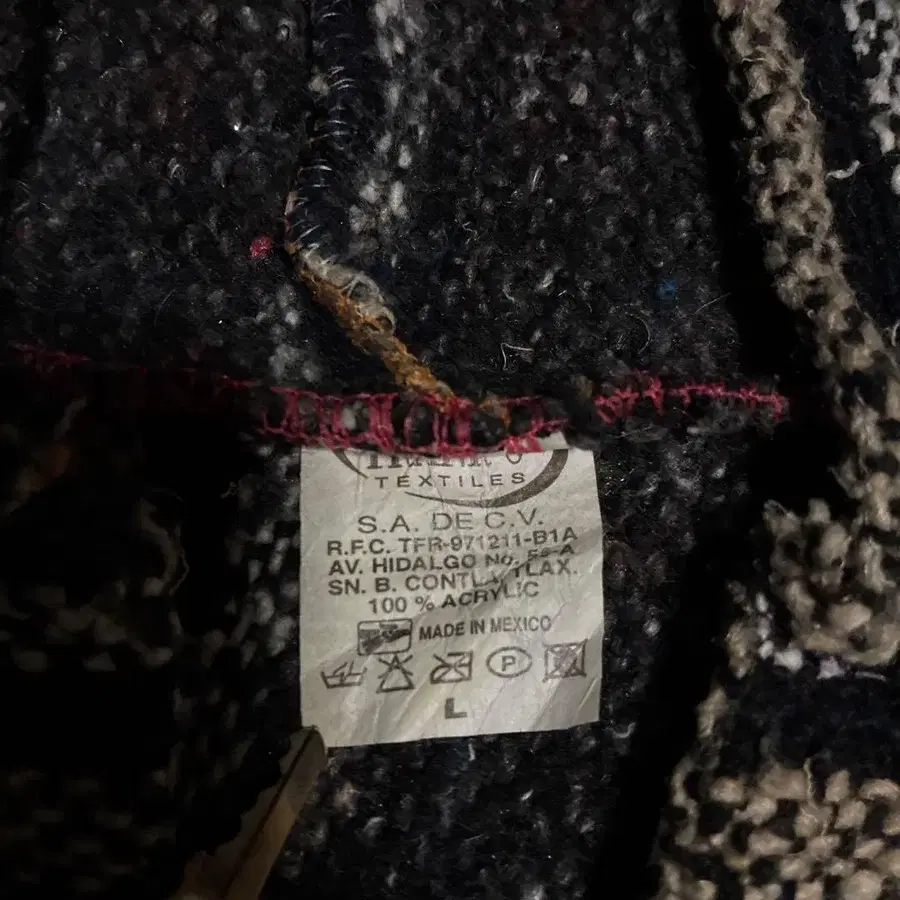 TEXTILES
S.A. DE C.V.
R.F.C. TFR-971211-B1A
AV. HIDALGO No. 55-A
SN. B. CONTLA, TLAX.
100 % ACRYLIC
MADE IN MEXICO
P
L